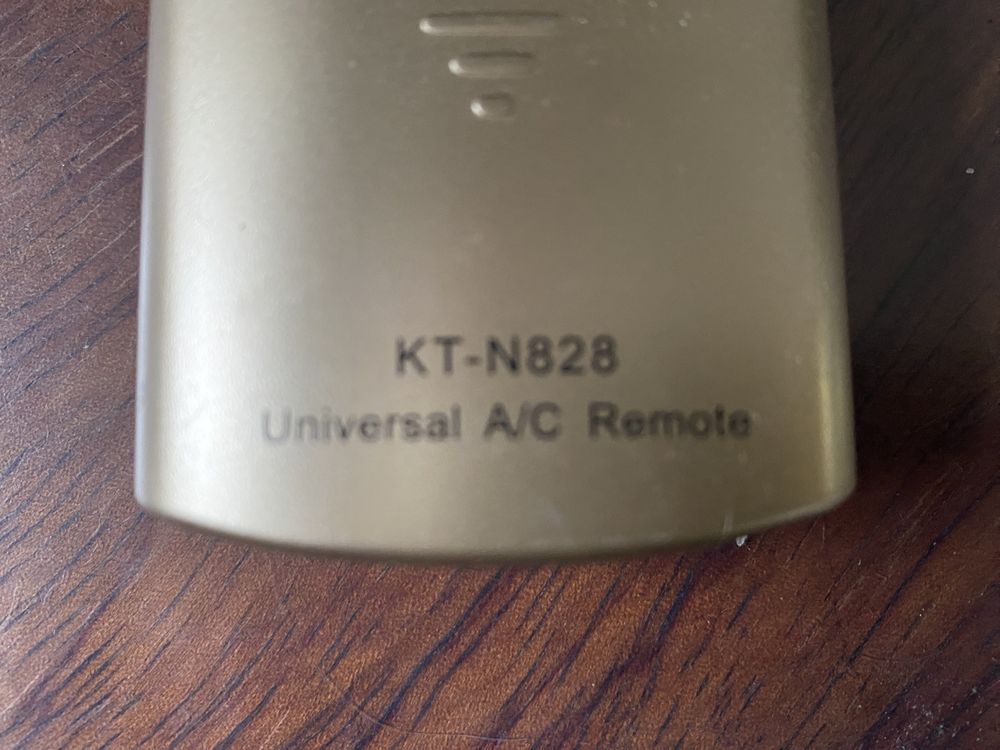 KT-N828
Universal A/C Remote